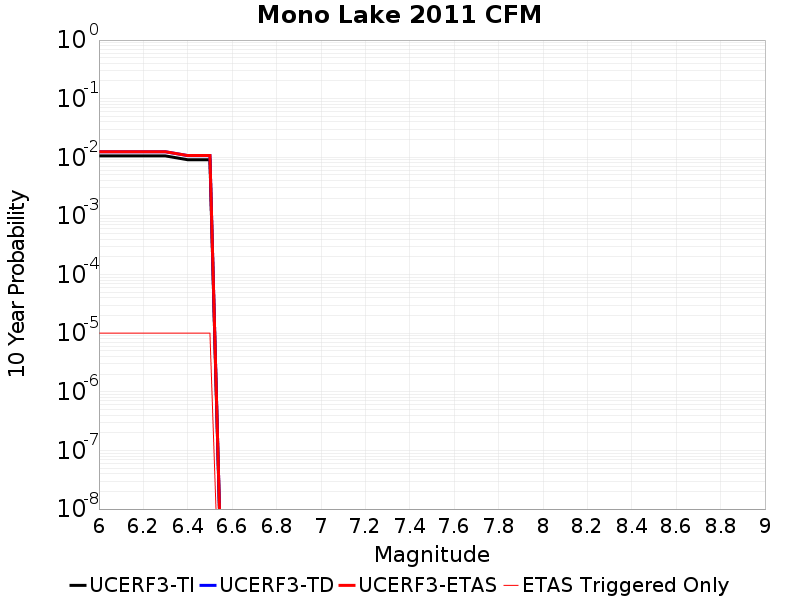 Mono Lake 2011 CFM
10^0
10^-1
10^-2
10^-3
10^-4
10^-5
10^-6
10^-7
10^-8
10 Year Probability
6 6.2 6.4 6.6 6.8 7 7.2 7.4 7.6 7.8 8 8.2 8.4 8.6 8.8 9
Magnitude
UCERF3-TI UCERF3-TD UCERF3-ETAS ETAS Triggered Only